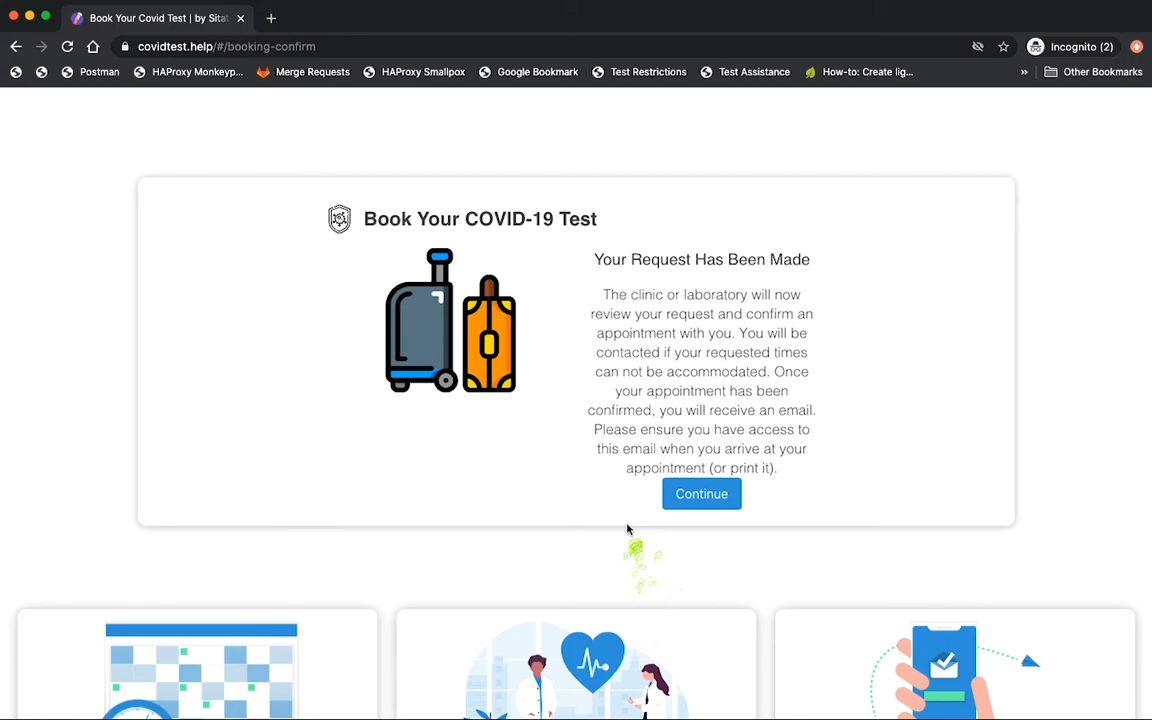 Book Your Covid Test | by Sita
covidtest.help/#/booking-confirm
Incognito (2)
Postman
HAProxy Monkeyp...
Merge Requests
HAProxy Smallpox
Google Bookmark
Test Restrictions
Test Assistance
How-to: Create lig...
»
Other Bookmarks
Book Your COVID-19 Test
Your Request Has Been Made
The clinic or laboratory will now
review your request and confirm an
appointment with you. You will be
contacted if your requested times
can not be accommodated. Once
your appointment has been
confirmed, you will receive an email.
Please ensure you have access to
this email when you arrive at your
appointment (or print it).
Continue